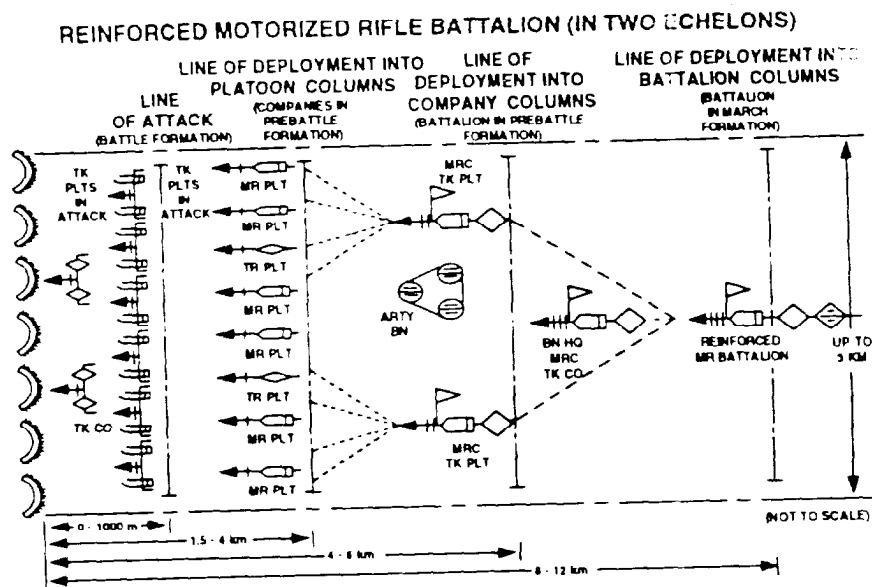 REINFORCED MOTORIZED RIFLE BATTALION (IN TWO ECHELONS)
LINE
OF ATTACK
(BATTLE FORMATION)
LINE OF DEPLOYMENT INTO
PLATOON COLUMNS
(COMPANIES IN
PREBATTLE
FORMATION)
LINE OF
DEPLOYMENT INTO
COMPANY COLUMNS
(BATTALION IN PREBATTLE
FORMATION)
LINE OF DEPLOYMENT INTO
BATTALION COLUMNS
(BATTALION
IN MARCH
FORMATION)
TK
PLTS
IN
ATTACK
TK
PLTS
IN
ATTACK
TK CO
MR PLT
MR PLT
TR PLT
MR PLT
MR PLT
TR PLT
MR PLT
MR PLT
MRC
TK PLT
ARTY
BN
MRC
TK PLT
BN HQ
MRC
TK CO
REINFORCED
MR BATTALION
UP TO
KM
(NOT TO SCALE)
0 - 1000 m
1.5 - 4 km
4 - 6 km
8 - 12 km